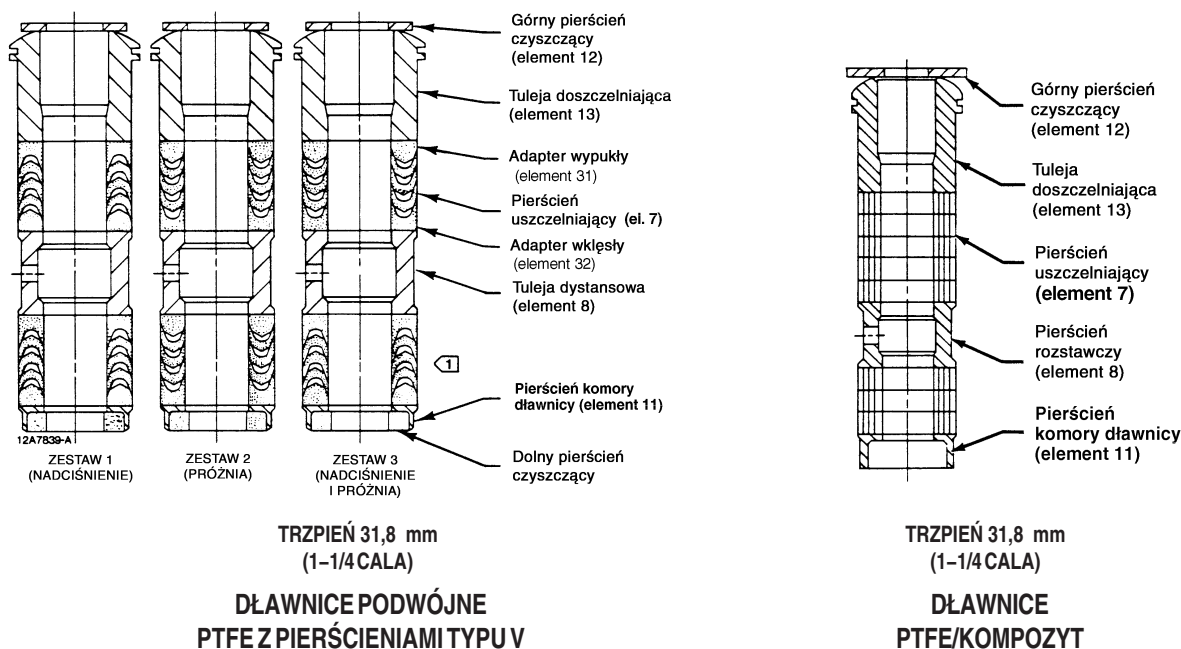 Górny pierścień
czyszczący
(element 12)
Tuleja doszczelniająca
(element 13)
Adapter wypukły
(element 31)
Pierścień
uszczelniający (el. 7)
Adapter wklęsły
(element 32)
Tuleja dystansowa
(element 8)
1
Pierścień komory
dławnicy (element 11)
Dolny pierścień
czyszczący
12A7839-A
ZESTAW 1
(NADCIŚNIENIE)
ZESTAW 2
(PRÓŻNIA)
ZESTAW 3
(NADCIŚNIENIE
I PRÓŻNIA)
TRZPIEŃ 31,8 mm
(1–1/4 CALA)
DŁAWNICE PODWÓJNE
PTFE Z PIERŚCIENIAMI TYPU V
Górny pierścień
czyszczący
(element 12)
Tuleja
doszczelniająca
(element 13)
Pierścień
uszczelniający
(element 7)
Pierścień
rozstawczy
(element 8)
Pierścień
komory dławnicy
(element 11)
TRZPIEŃ 31,8 mm
(1–1/4 CALA)
DŁAWNICE
PTFE/KOMPOZYT